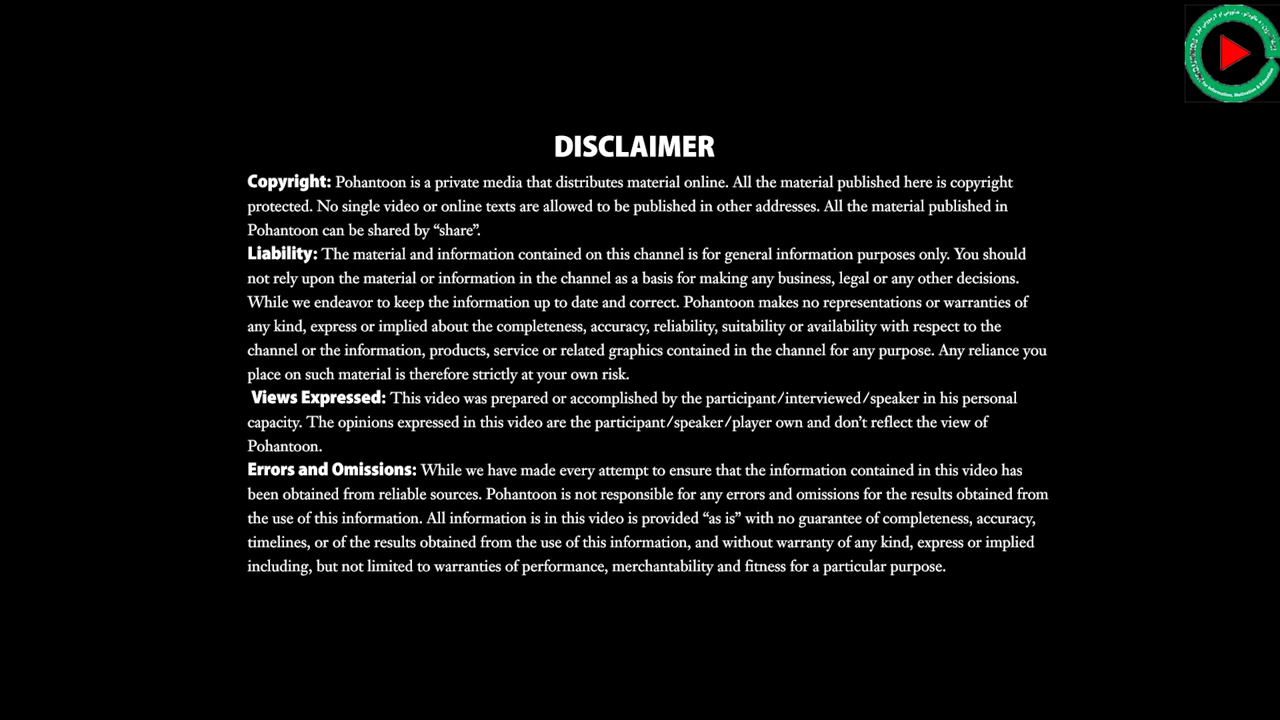 DISCLAIMER
Copyright: Pohantoon is a private media that distributes material online. All the material published here is copyright
protected. No single video or online texts are allowed to be published in other addresses. All the material published in
Pohantoon can be shared by “share”.
Liability: The material and information contained on this channel is for general information purposes only. You should
not rely upon the material or information in the channel as a basis for making any business, legal or any other decisions.
While we endeavor to keep the information up to date and correct. Pohantoon makes no representations or warranties of
any kind, express or implied about the completeness, accuracy, reliability, suitability or availability with respect to the
channel or the information, products, service or related graphics contained in the channel for any purpose. Any reliance you
place on such material is therefore strictly at your own risk.
Views Expressed: This video was prepared or accomplished by the participant/interviewed/speaker in his personal
capacity. The opinions expressed in this video are the participant/speaker/player own and don’t reflect the view of
Pohantoon.
Errors and Omissions: While we have made every attempt to ensure that the information contained in this video has
been obtained from reliable sources. Pohantoon is not responsible for any errors and omissions for the results obtained from
the use of this information. All information is in this video is provided “as is” with no guarantee of completeness, accuracy,
timelines, or of the results obtained from the use of this information, and without warranty of any kind, express or implied
including, but not limited to warranties of performance, merchantability and fitness for a particular purpose.
for Information, Motivation & Education